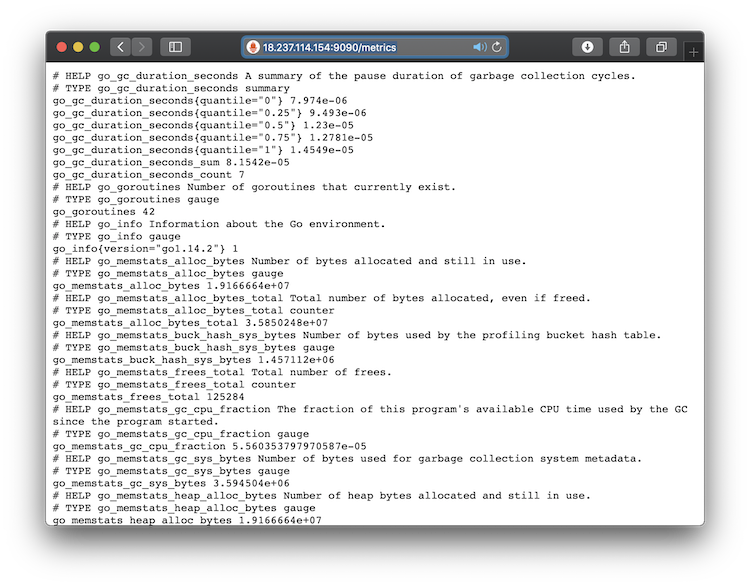 18.237.114.154:9090/metrics
# HELP go_gc_duration_seconds A summary of the pause duration of garbage collection cycles.
# TYPE go_gc_duration_seconds summary
go_gc_duration_seconds{quantile="0"} 7.974e-06
go_gc_duration_seconds{quantile="0.25"} 9.493e-06
go_gc_duration_seconds{quantile="0.5"} 1.23e-05
go_gc_duration_seconds{quantile="0.75"} 1.2781e-05
go_gc_duration_seconds{quantile="1"} 1.4549e-05
go_gc_duration_seconds_sum 8.1542e-05
go_gc_duration_seconds_count 7
# HELP go_goroutines Number of goroutines that currently exist.
# TYPE go_goroutines gauge
go_goroutines 42
# HELP go_info Information about the Go environment.
# TYPE go_info gauge
go_info{version="go1.14.2"} 1
# HELP go_memstats_alloc_bytes Number of bytes allocated and still in use.
# TYPE go_memstats_alloc_bytes gauge
go_memstats_alloc_bytes 1.9166664e+07
# HELP go_memstats_alloc_bytes_total Total number of bytes allocated, even if freed.
# TYPE go_memstats_alloc_bytes_total counter
go_memstats_alloc_bytes_total 3.5850248e+07
# HELP go_memstats_buck_hash_sys_bytes Number of bytes used by the profiling bucket hash table.
# TYPE go_memstats_buck_hash_sys_bytes gauge
go_memstats_buck_hash_sys_bytes 1.457112e+06
# HELP go_memstats_frees_total Total number of frees.
# TYPE go_memstats_frees_total counter
go_memstats_frees_total 125284
# HELP go_memstats_gc_cpu_fraction The fraction of this program's available CPU time used by the GC
since the program started.
# TYPE go_memstats_gc_cpu_fraction gauge
go_memstats_gc_cpu_fraction 5.560353797970587e-05
# HELP go_memstats_gc_sys_bytes Number of bytes used for garbage collection system metadata.
# TYPE go_memstats_gc_sys_bytes gauge
go_memstats_gc_sys_bytes 3.594504e+06
# HELP go_memstats_heap_alloc_bytes Number of heap bytes allocated and still in use.
# TYPE go_memstats_heap_alloc_bytes gauge
go_memstats_heap_alloc_bytes 1.9166664e+07